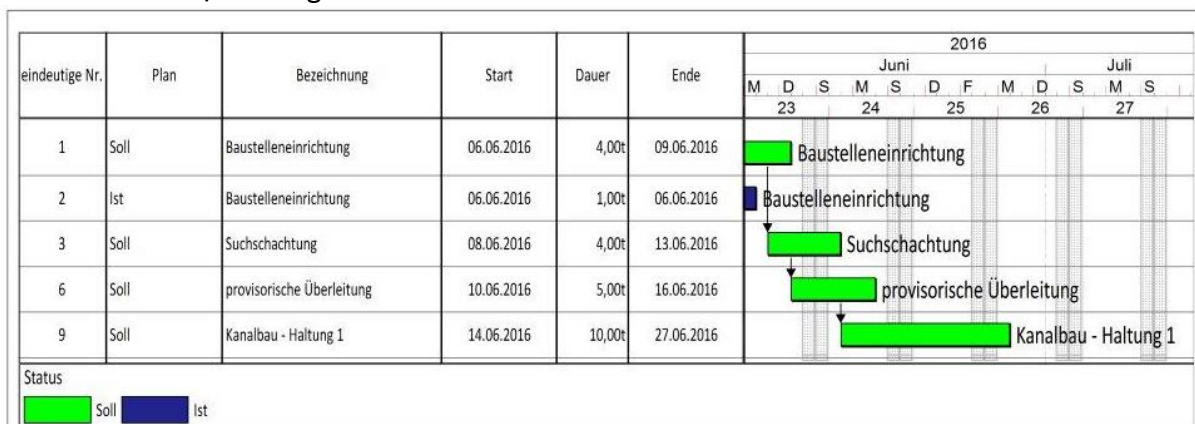 2016
Juni Juli
eindeutige Nr. Plan Bezeichnung Start Dauer Ende
M D S M S D F M D S M S
23 24 25 26 27
1 Soll Baustelleneinrichtung 06.06.2016 4,00t 09.06.2016 Baustelleneinrichtung
2 Ist Baustelleneinrichtung 06.06.2016 1,00t 06.06.2016 Baustelleneinrichtung
3 Soll Suchschachtung 08.06.2016 4,00t 13.06.2016 Suchschachtung
6 Soll provisorische Überleitung 10.06.2016 5,00t 16.06.2016 provisorische Überleitung
9 Soll Kanalbau - Haltung 1 14.06.2016 10,00t 27.06.2016 Kanalbau - Haltung 1
Status
Soll Ist